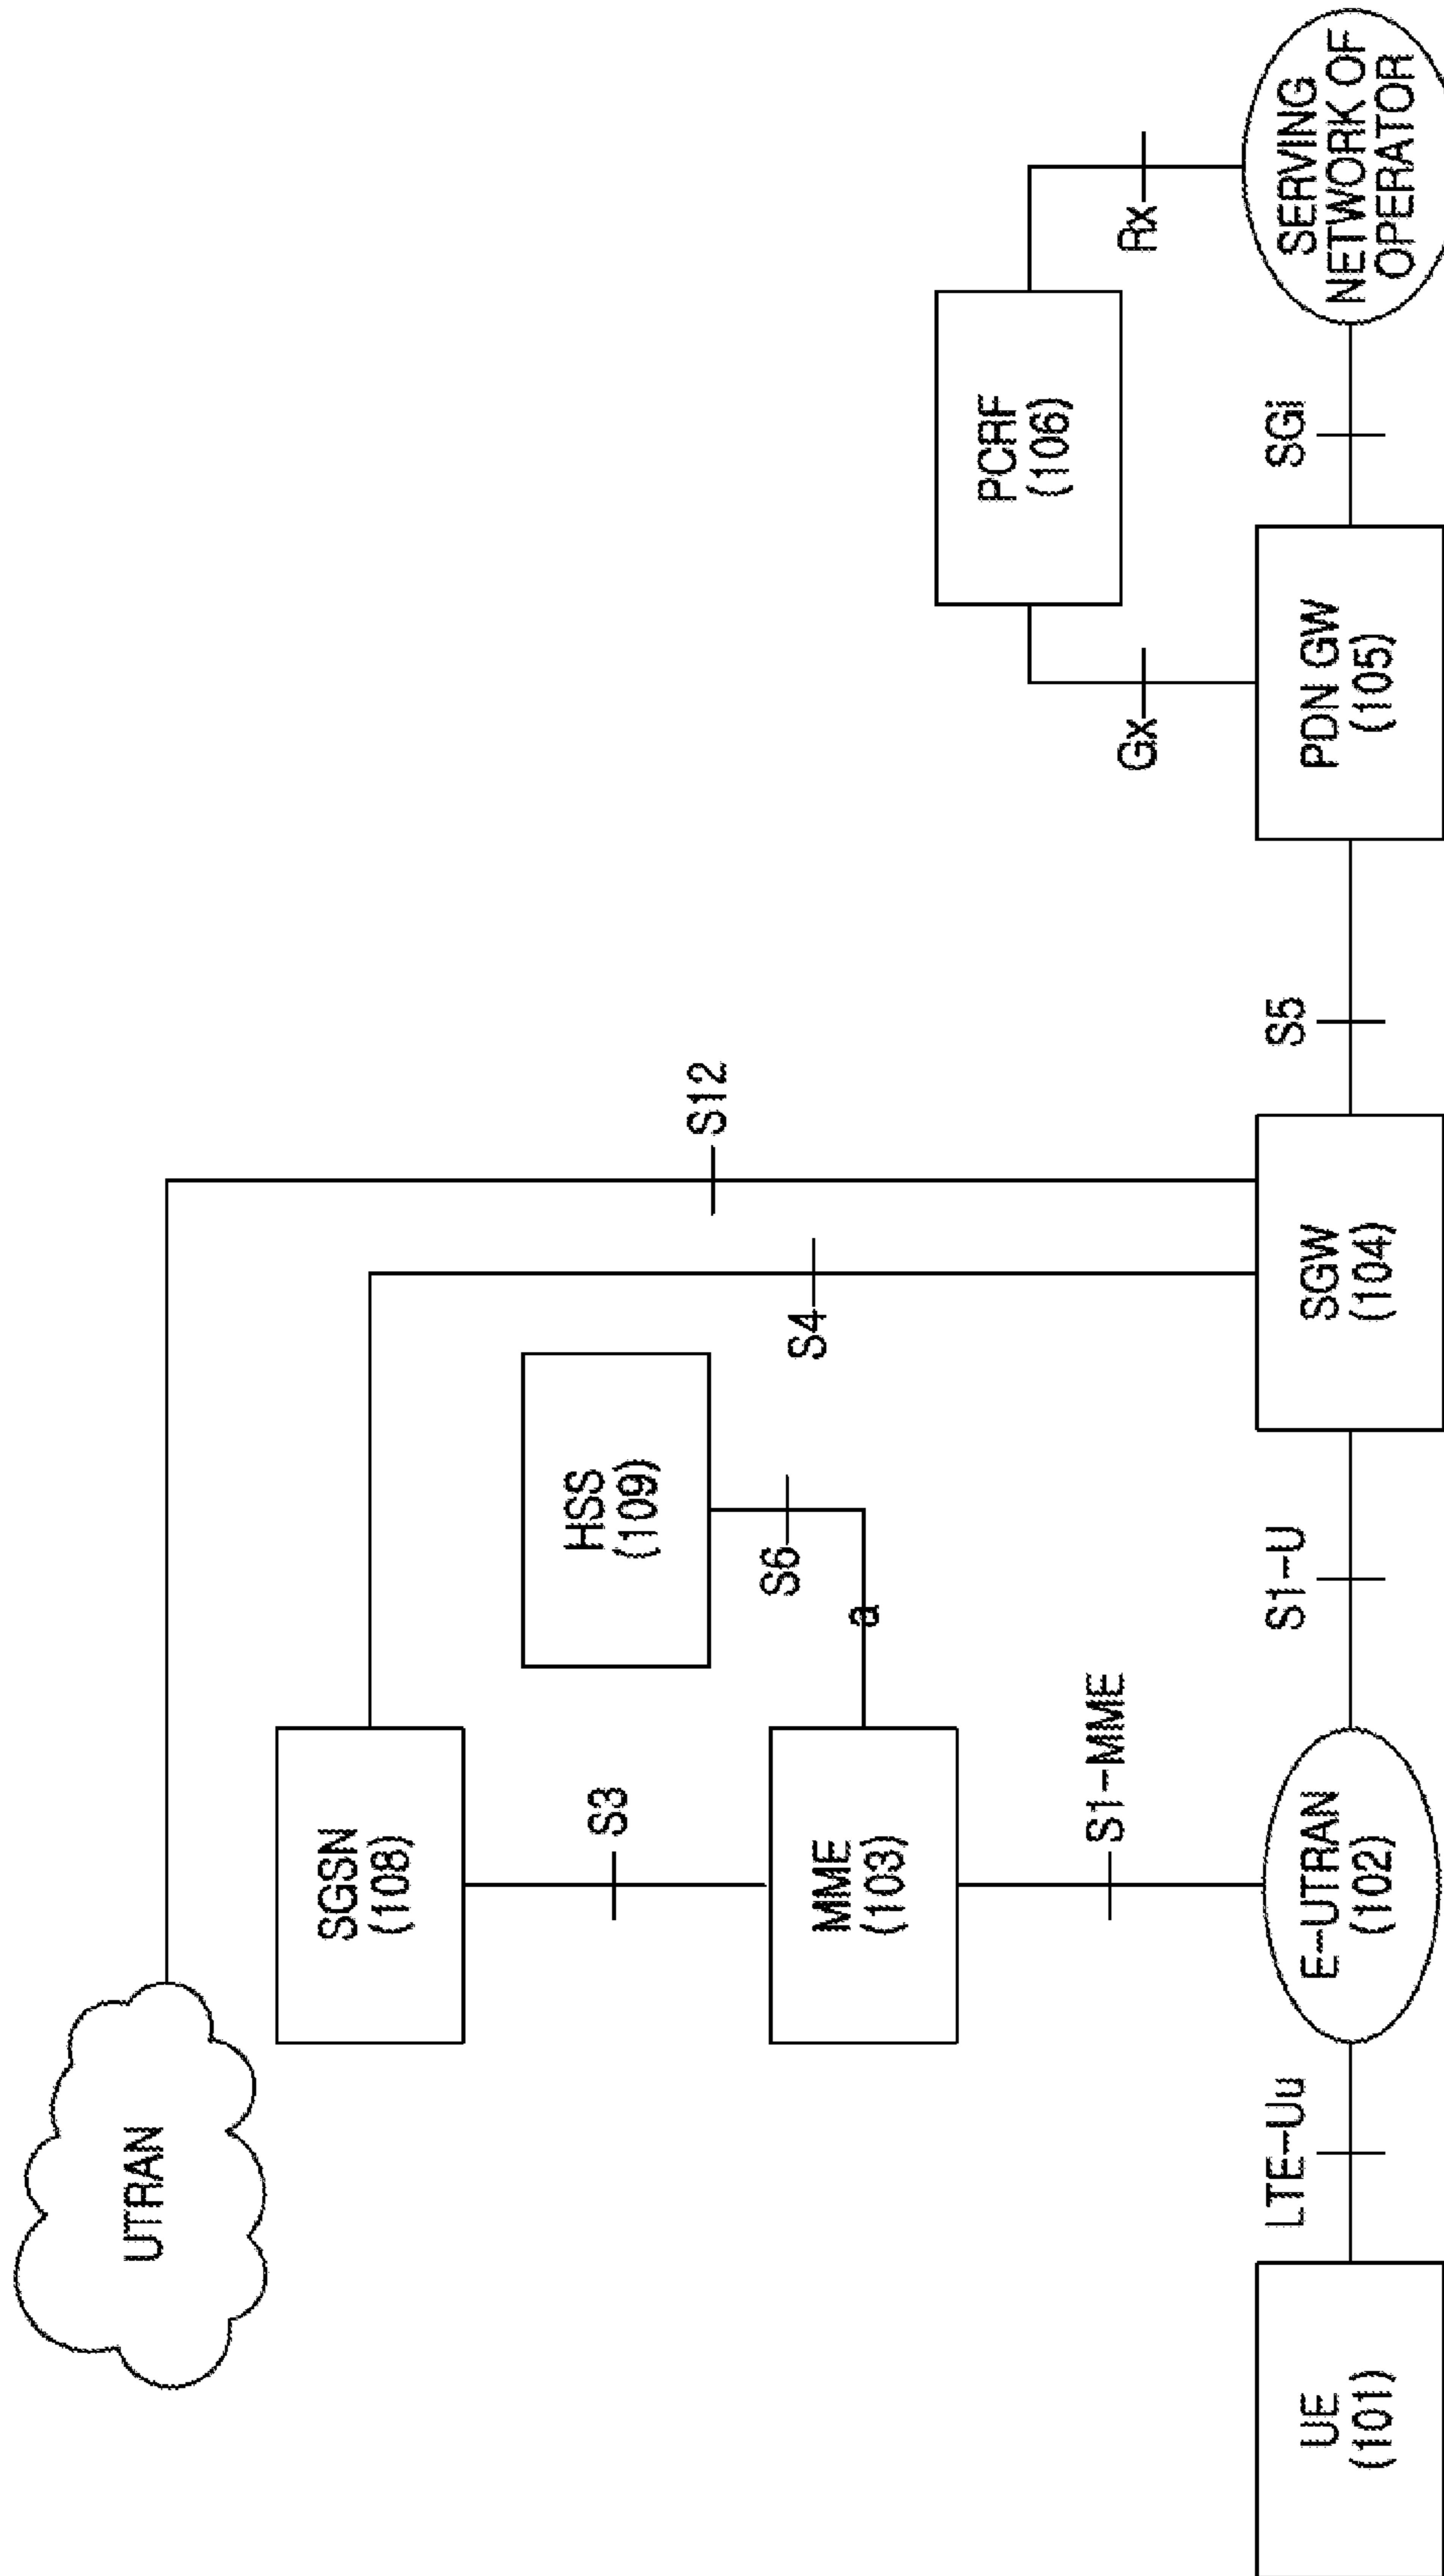 UTRAN
SGSN
(108)
S3
HSS
(109)
S12
S4
S6
a
MME
(103)
PCRF
(106)
S1-MME
Gx
Rx
LTE-Uu
S1-U
S5
SGi
UE
(101)
E-UTRAN
(102)
SGW
(104)
PDN GW
(105)
SERVING
NETWORK OF
OPERATOR